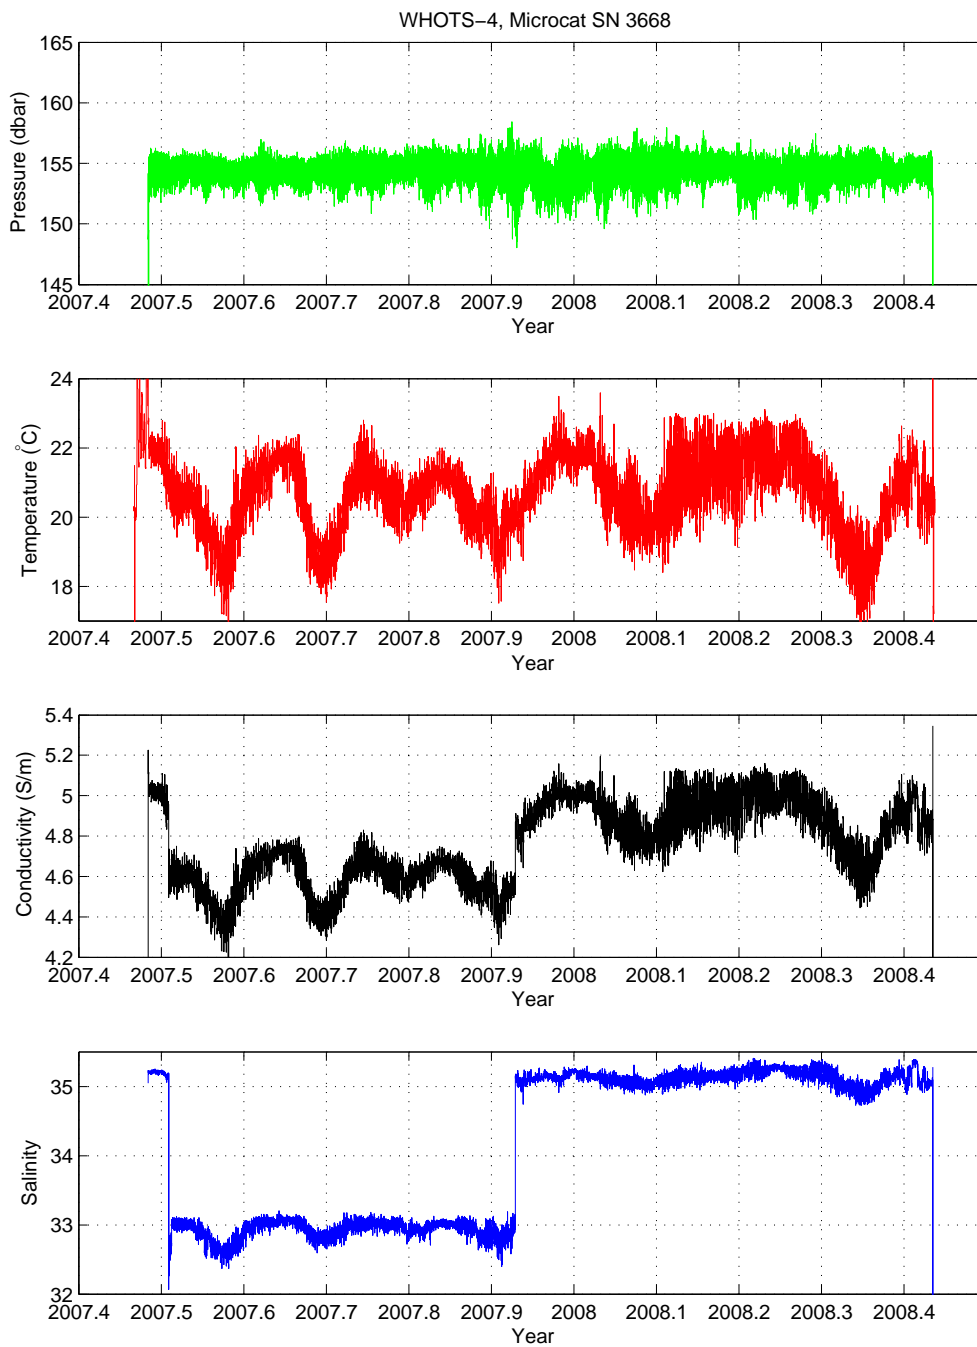 WHOTS−4, Microcat SN 3668
165
160
155
150
145
Pressure (dbar)
2007.4 2007.5 2007.6 2007.7 2007.8 2007.9 2008 2008.1 2008.2 2008.3 2008.4
Year
24
22
20
18
Temperature (°C)
2007.4 2007.5 2007.6 2007.7 2007.8 2007.9 2008 2008.1 2008.2 2008.3 2008.4
Year
5.4
5.2
5
4.8
4.6
4.4
4.2
Conductivity (S/m)
2007.4 2007.5 2007.6 2007.7 2007.8 2007.9 2008 2008.1 2008.2 2008.3 2008.4
Year
35
34
33
32
Salinity
2007.4 2007.5 2007.6 2007.7 2007.8 2007.9 2008 2008.1 2008.2 2008.3 2008.4
Year